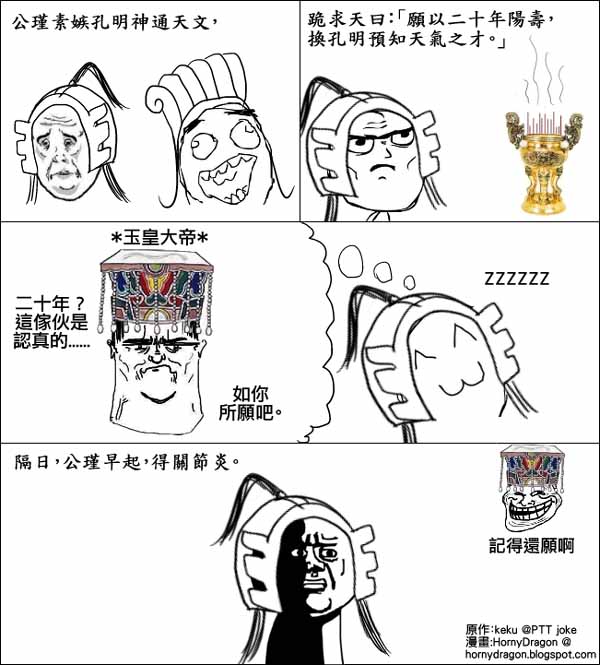 公瑾素嫉孔明神通天文，
跪求天曰：「願以二十年陽壽，
換孔明預知天氣之才。」
*玉皇大帝*
二十年？
這傢伙是
認真的......
如你
所願吧。
ZZZZZZ
隔日，公瑾早起，得關節炎。
記得還願啊
原作:keku @PTT joke
漫畫:HornyDragon @
hornydragon.blogspot.com